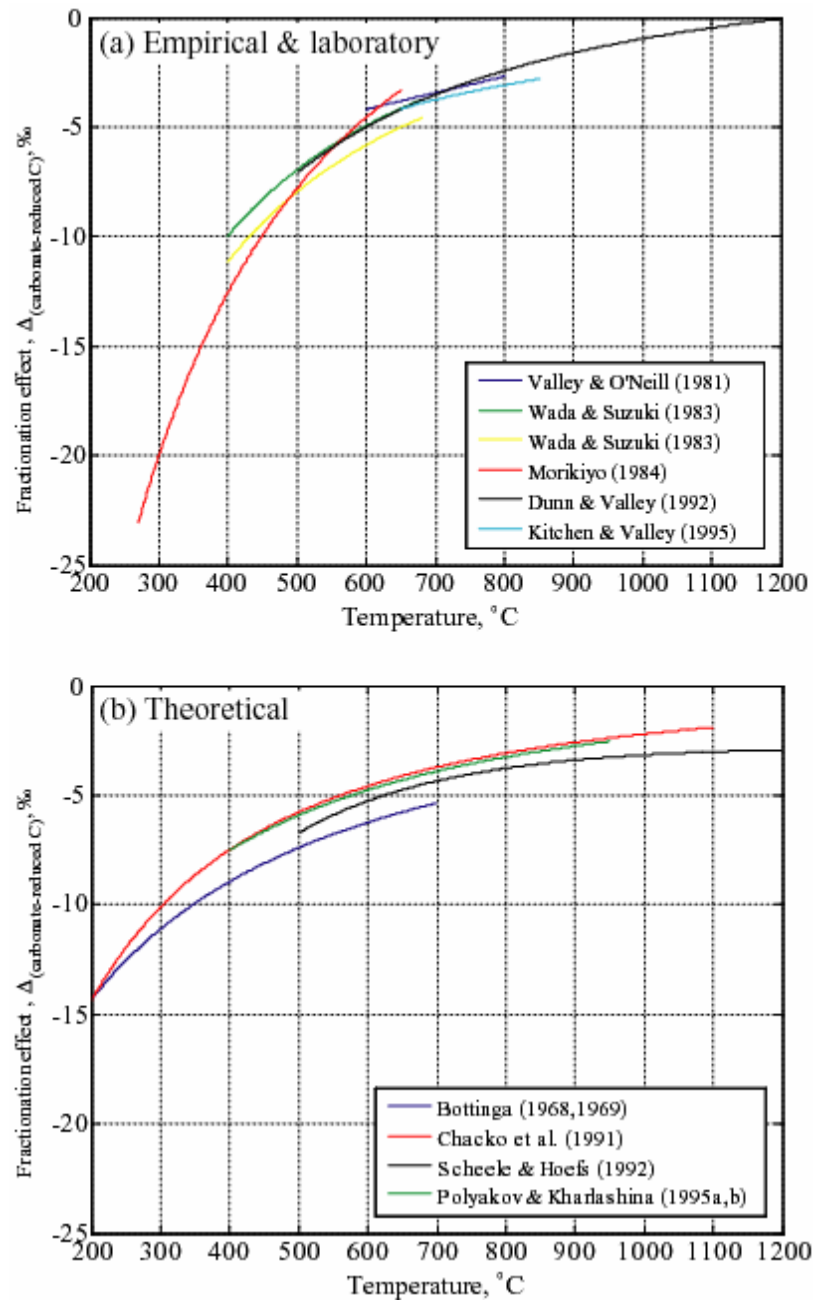 (a) Empirical & laboratory
0
-5
-10
-15
-20
-25
Fractionation effect , Δ(carbonate-reduced C), ‰
Valley & O'Neill (1981)
Wada & Suzuki (1983)
Wada & Suzuki (1983)
Morikiyo (1984)
Dunn & Valley (1992)
Kitchen & Valley (1995)
200 300 400 500 600 700 800 900 1000 1100 1200
Temperature, °C
(b) Theoretical
0
-5
-10
-15
-20
-25
Fractionation effect , Δ(carbonate-reduced C), ‰
Bottinga (1968,1969)
Chacko et al. (1991)
Scheele & Hoefs (1992)
Polyakov & Kharlashina (1995a,b)
200 300 400 500 600 700 800 900 1000 1100 1200
Temperature, °C